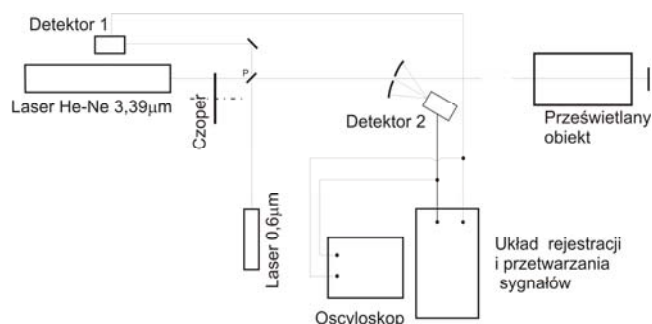 Detektor 1
P
Laser He-Ne 3,39µm
Czoper
Detektor 2
Prześwietlany
obiekt
Laser 0,6µm
Układ rejestracji
i przetwarzania
sygnałów
Oscyloskop